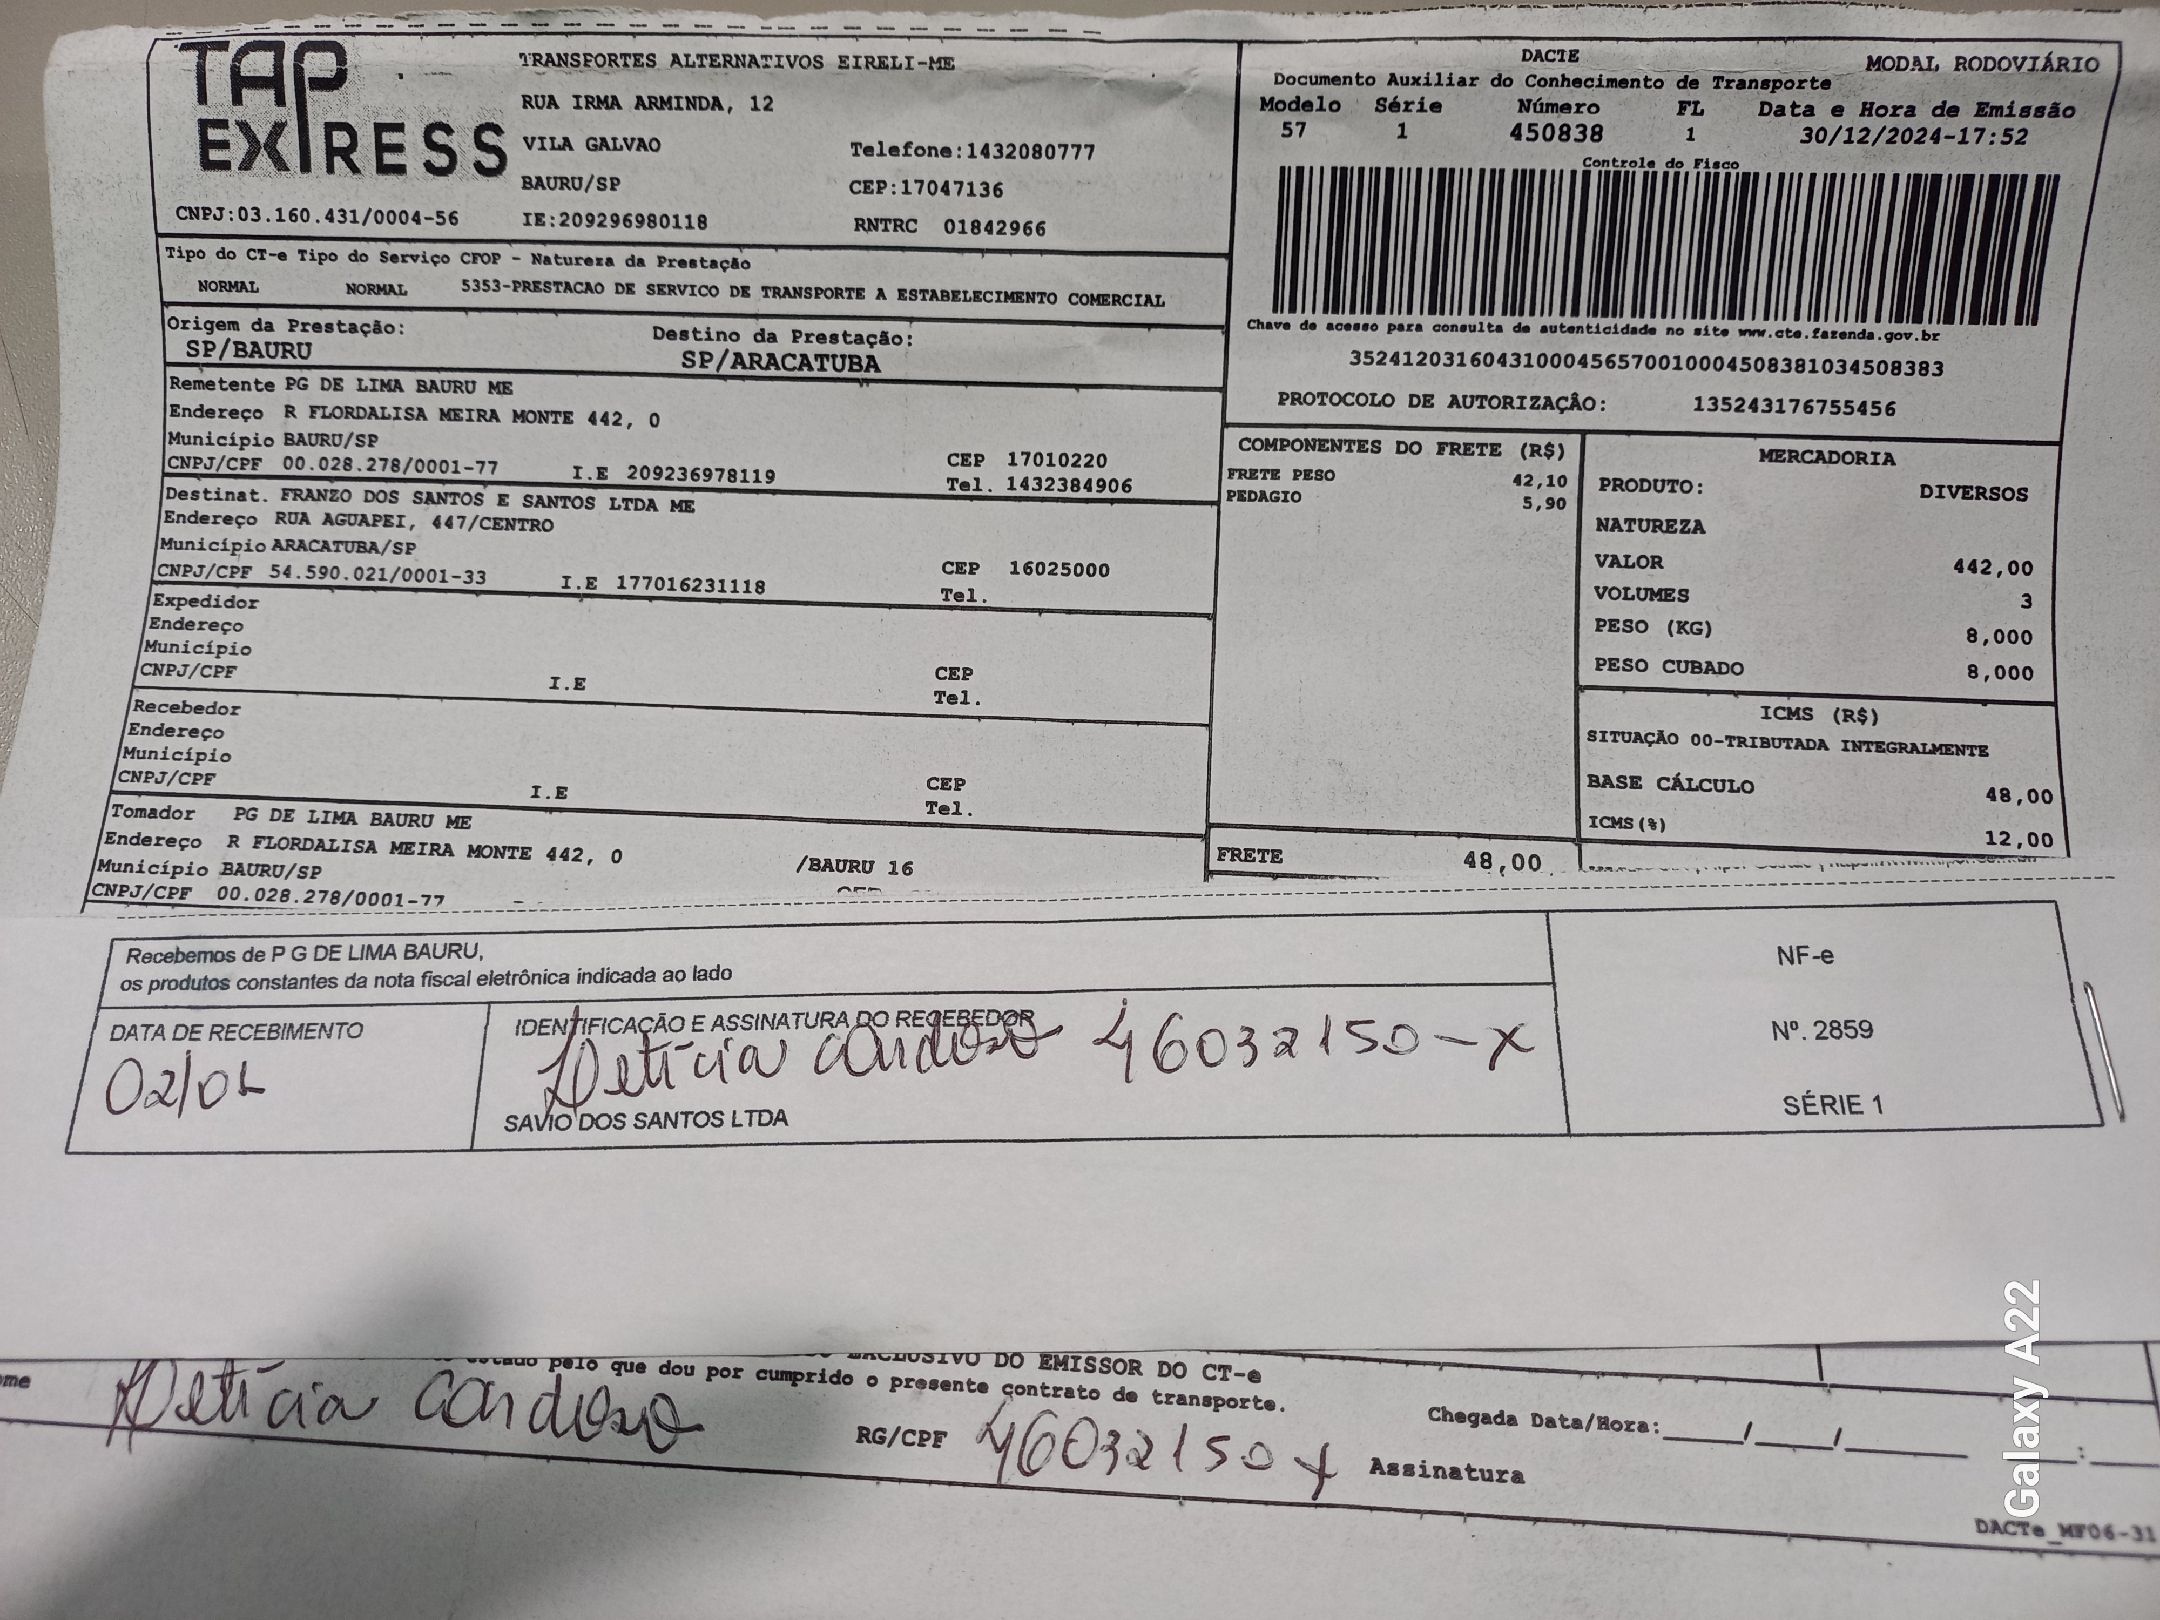 TAP EXPRESS
TRANSPORTES ALTERNATIVOS EIRELI-ME
RUA IRMA ARMINDA, 12
VILA GALVAO Telefone:1432080777
BAURU/SP CEP:17047136
CNPJ:03.160.431/0004-56 IE:209296980118 RNTRC 01842966
DACTE MODAL RODOVIÁRIO
Documento Auxiliar do Conhecimento de Transporte
Modelo Série Número FL Data e Hora de Emissão
57 1 450838 1 30/12/2024-17:52
Controle do Fisco
Chave de acesso para consulta de autenticidade no site www.cte.fazenda.gov.br
35241203160431000456570010004508381034508383
PROTOCOLO DE AUTORIZAÇÂO: 135243176755456
Tipo do CT-e Tipo do Serviço CFOP - Natureza da Prestação
NORMAL NORMAL 5353-PRESTACAO DE SERVICO DE TRANSPORTE A ESTABELECIMENTO COMERCIAL
Origem da Prestação: Destino da Prestação:
SP/BAURU SP/ARACATUBA
Remetente PG DE LIMA BAURU ME
Endereço R FLORDALISA MEIRA MONTE 442, 0
Município BAURU/SP CEP 17010220
CNPJ/CPF 00.028.278/0001-77 I.E 209236978119 Tel. 1432384906
Destinat. FRANZO DOS SANTOS E SANTOS LTDA ME
Endereço RUA AGUAPEI, 447/CENTRO
Município ARACATUBA/SP CEP 16025000
CNPJ/CPF 54.590.021/0001-33 I.E 177016231118 Tel.
Expedidor
Endereço
Município CEP
CNPJ/CPF I.E Tel.
Recebedor
Endereço
Município CEP
CNPJ/CPF I.E Tel.
Tomador PG DE LIMA BAURU ME
Endereço R FLORDALISA MEIRA MONTE 442, 0
Município BAURU/SP /BAURU 16
CNPJ/CPF 00.028.278/0001-77
COMPONENTES DO FRETE (R$)
FRETE PESO 42,10
PEDAGIO 5,90
FRETE 48,00
MERCADORIA
PRODUTO: DIVERSOS
NATUREZA
VALOR 442,00
VOLUMES 3
PESO (KG) 8,000
PESO CUBADO 8,000
ICMS (R$)
SITUAÇÃO 00-TRIBUTADA INTEGRALMENTE
BASE CÁLCULO 48,00
ICMS(%) 12,00
Recebemos de P G DE LIMA BAURU,
os produtos constantes da nota fiscal eletrônica indicada ao lado
DATA DE RECEBIMENTO
02/01
IDENTIFICAÇÃO E ASSINATURA DO RECEBEDOR
Letícia Cardoso 46032150-X
SAVIO DOS SANTOS LTDA
NF-e
Nº. 2859
SÉRIE 1
EXCLUSIVO DO EMISSOR DO CT-e
estado pelo que dou por cumprido o presente contrato de transporte.
Letícia Cardoso RG/CPF 46032150X Assinatura
Chegada Data/Hora:____/____/____ :
DACTe_MF06-31
Galaxy A22